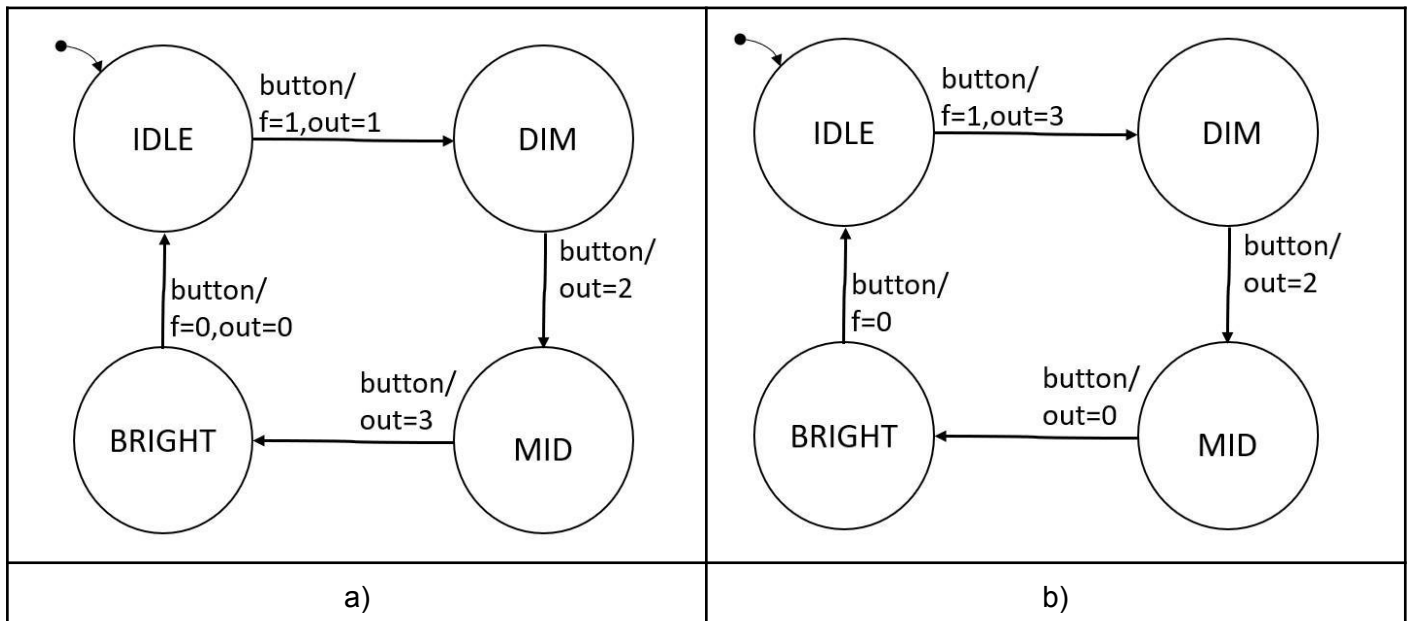 button/
f=1,out=1
IDLE
DIM
button/
out=2
button/
f=0,out=0
button/
out=3
BRIGHT
MID
a)
button/
f=1,out=3
IDLE
DIM
button/
out=2
button/
f=0
button/
out=0
BRIGHT
MID
b)